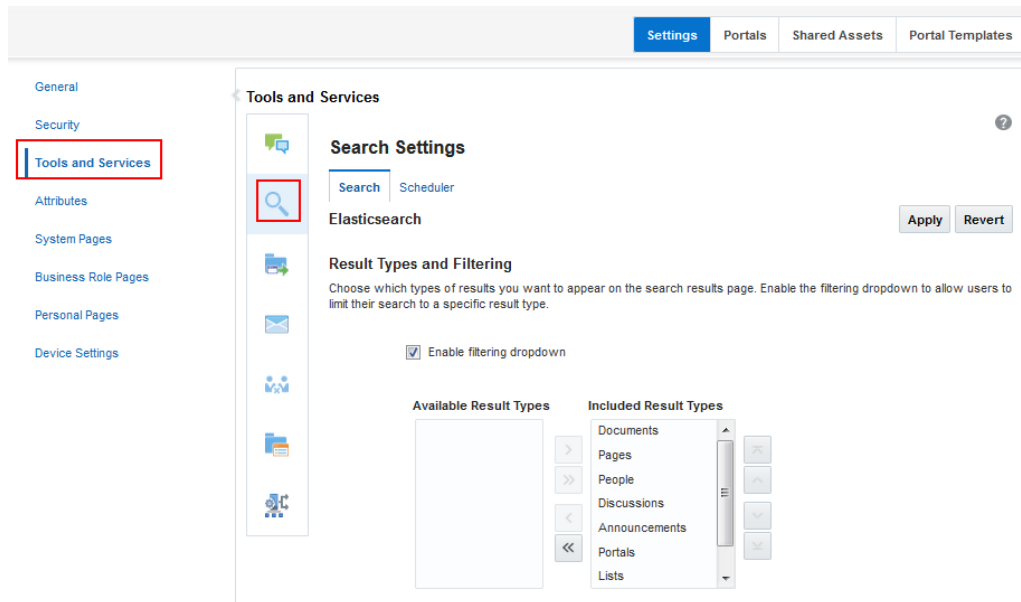 Settings
Portals
Shared Assets
Portal Templates
General
Security
Tools and Services
Attributes
System Pages
Business Role Pages
Personal Pages
Device Settings
Tools and Services
Search Settings
Search
Scheduler
Elasticsearch
Apply
Revert
Result Types and Filtering
Choose which types of results you want to appear on the search results page. Enable the filtering dropdown to allow users to
limit their search to a specific result type.
Enable filtering dropdown
Available Result Types
Included Result Types
Documents
Pages
People
Discussions
Announcements
Portals
Lists